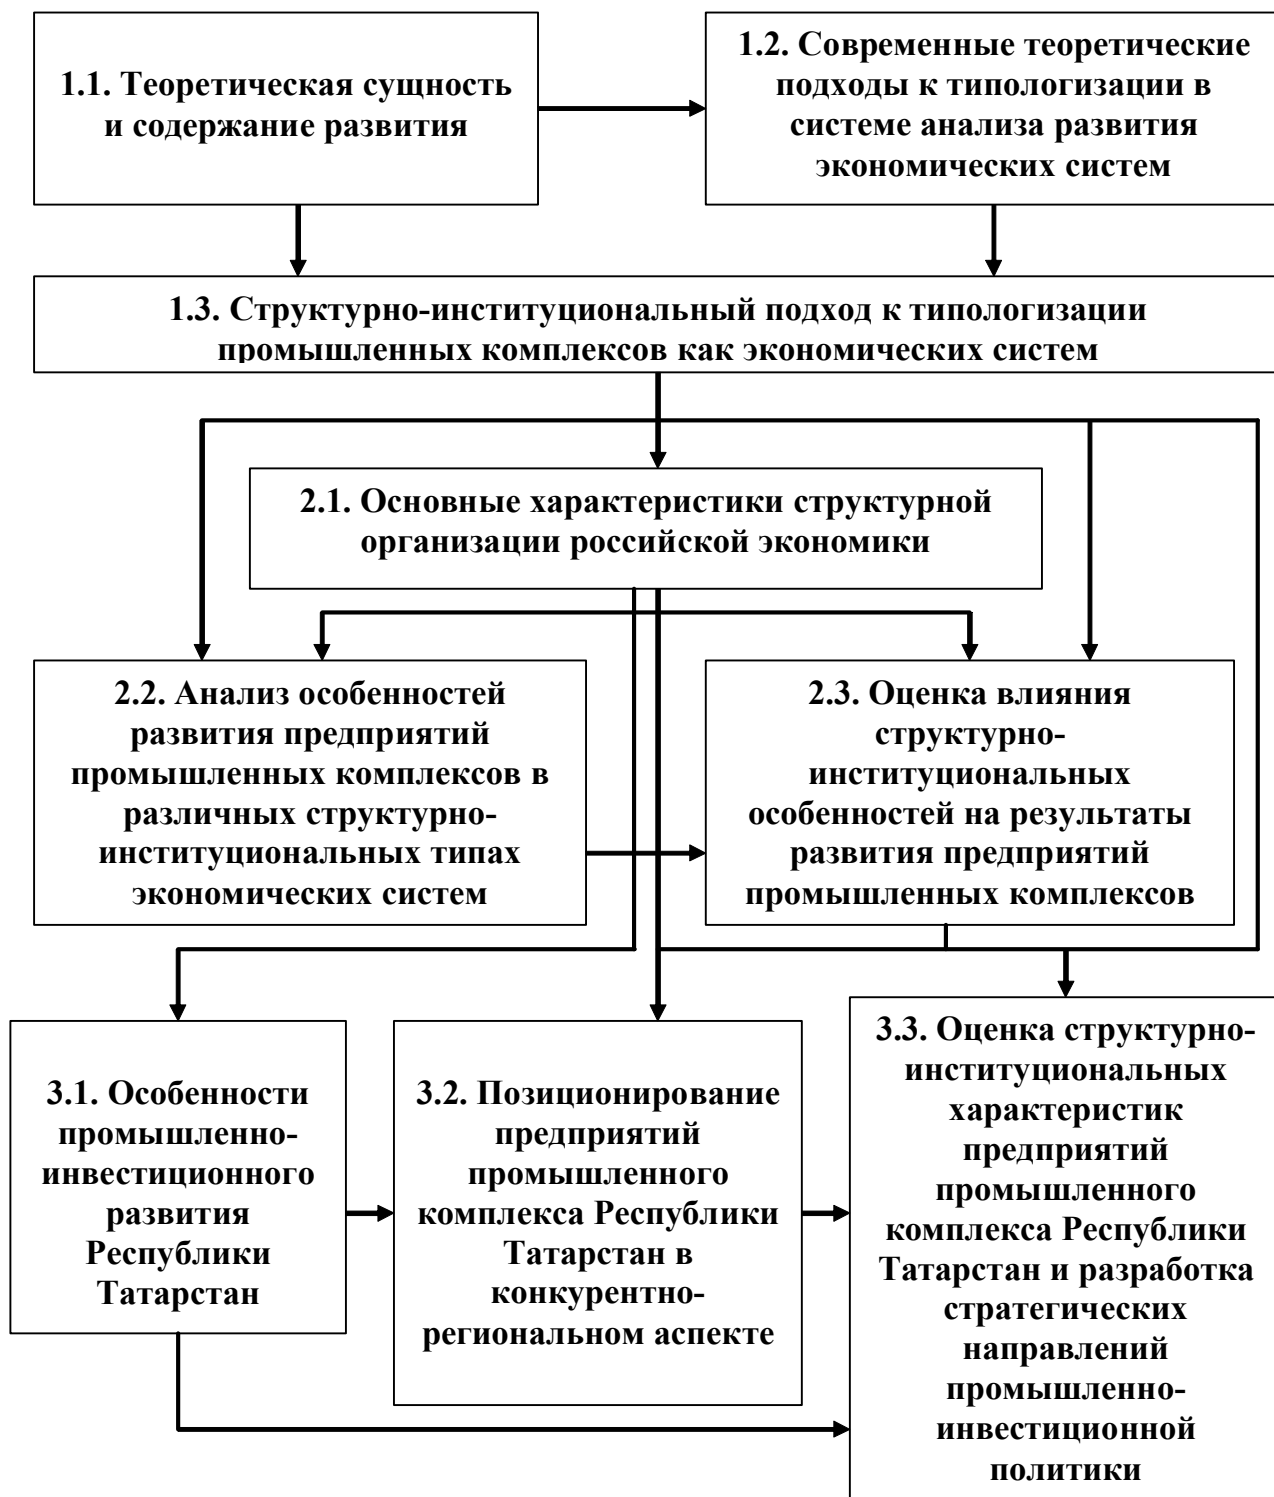 1.1. Теоретическая сущность
и содержание развития
1.2. Современные теоретические
подходы к типологизации в
системе анализа развития
экономических систем
1.3. Структурно-институциональный подход к типологизации
промышленных комплексов как экономических систем
2.1. Основные характеристики структурной
организации российской экономики
2.2. Анализ особенностей
развития предприятий
промышленных комплексов в
различных структурно-
институциональных типах
экономических систем
2.3. Оценка влияния
структурно-
институциональных
особенностей на результаты
развития предприятий
промышленных комплексов
3.1. Особенности
промышленно-
инвестиционного
развития
Республики
Татарстан
3.2. Позиционирование
предприятий
промышленного
комплекса Республики
Татарстан в
конкурентно-
региональном аспекте
3.3. Оценка структурно-
институциональных
характеристик
предприятий
промышленного
комплекса Республики
Татарстан и разработка
стратегических
направлений
промышленно-
инвестиционной
политики